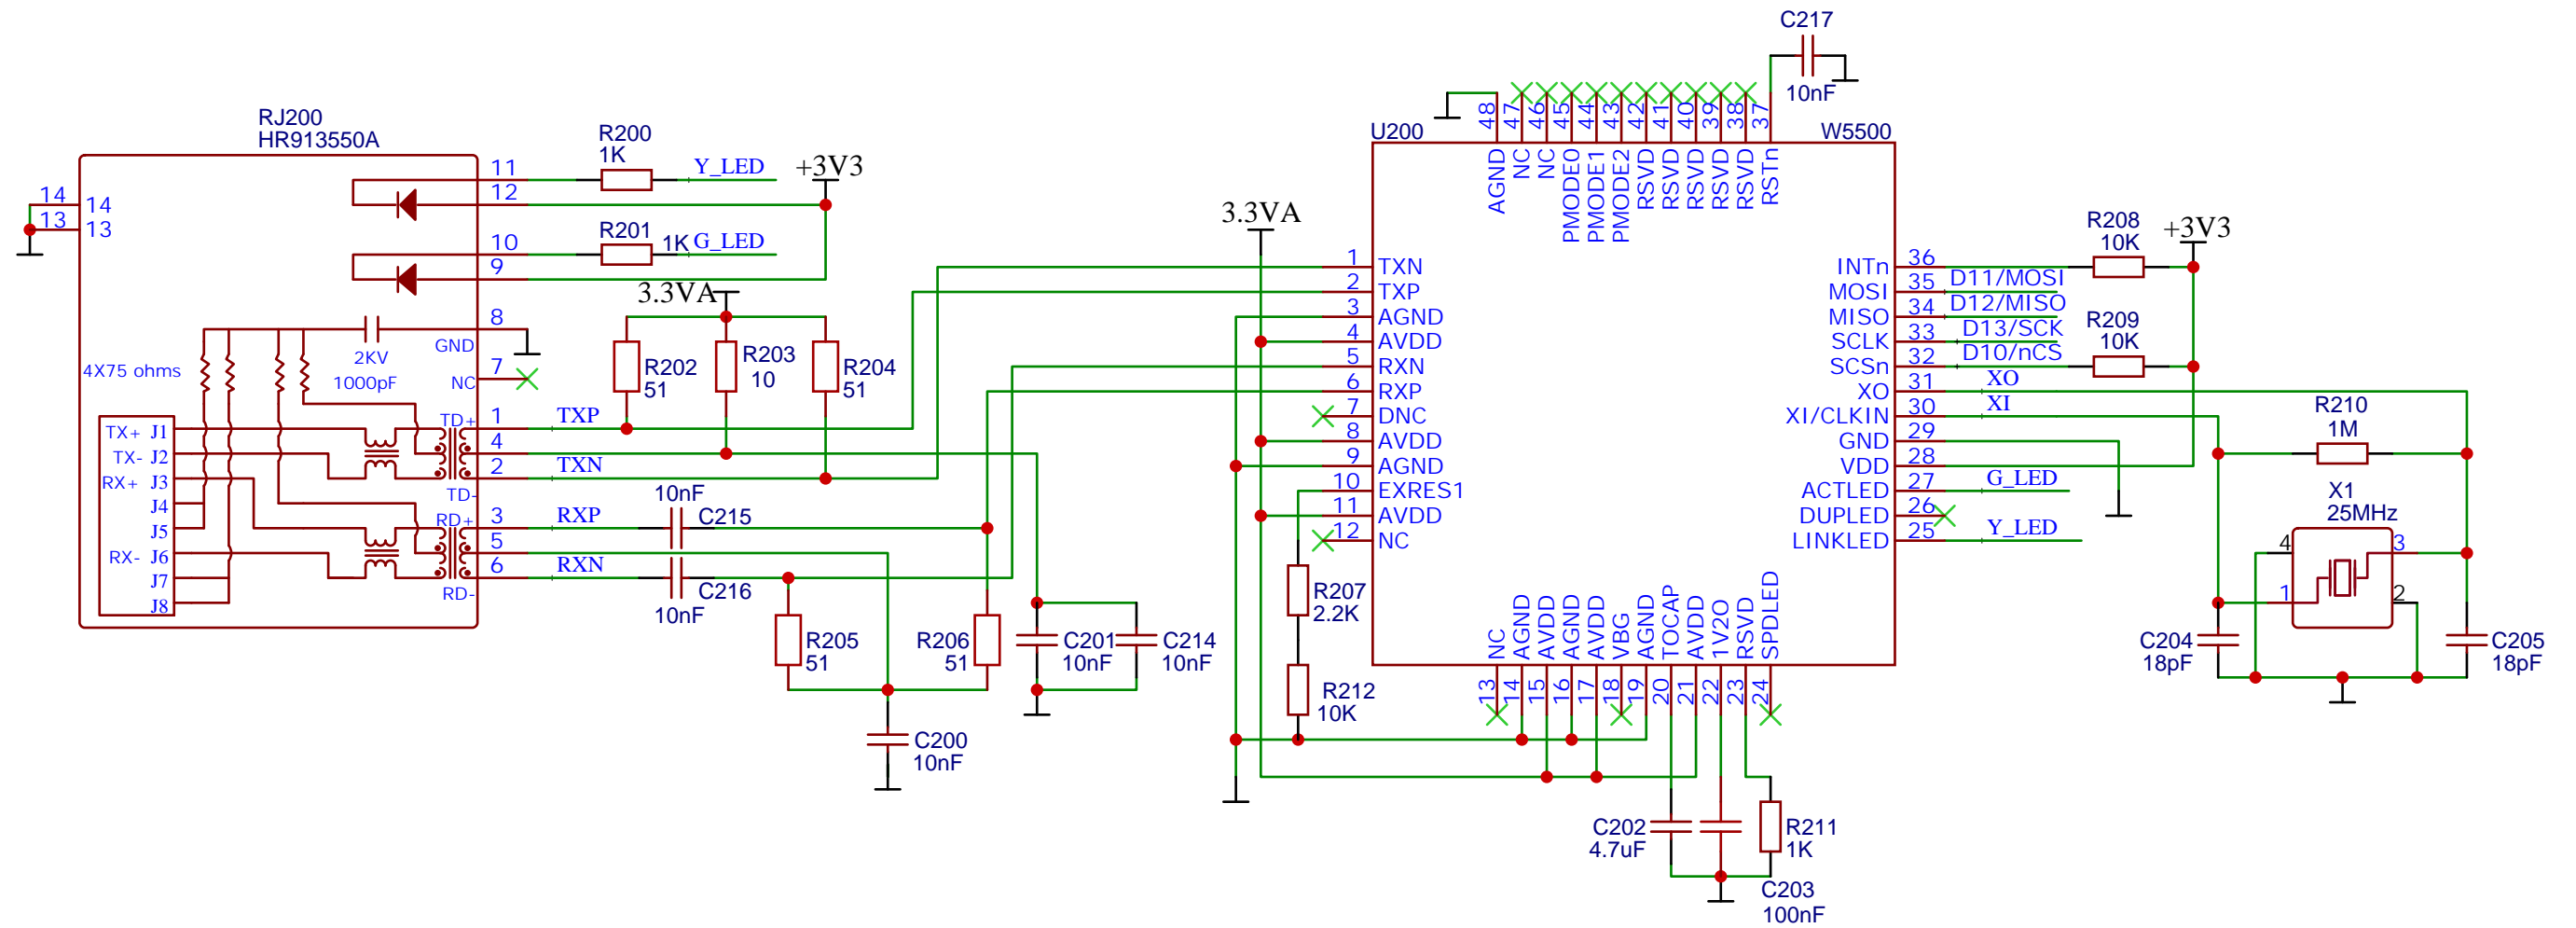 C217
10nF
RJ200
HR913550A
R200
1K
Y_LED
+3V3
R201
1K
G_LED
11
12
10
9
14
13
14
13
8
GND
7
NC
2KV
1000pF
4X75 ohms
3.3VA
R202
51
R203
10
R204
51
TX+ J1
TX- J2
RX+ J3
J4
J5
RX- J6
J7
J8
TD+
TD-
RD+
RD-
1
4
2
3
5
6
TXP
TXN
RXP
RXN
10nF
C215
C216
10nF
R205
51
R206
51
C201
10nF
C214
10nF
C200
10nF
U200
W5500
48
47
46
45
44
43
42
41
40
39
38
37
AGND
NC
NC
PMODE0
PMODE1
PMODE2
RSVD
RSVD
RSVD
RSVD
RSVD
RSTn
3.3VA
1 TXN
2 TXP
3 AGND
4 AVDD
5 RXN
6 RXP
7 DNC
8 AVDD
9 AGND
10 EXRES1
11 AVDD
12 NC
R207
2.2K
R212
10K
NC
AGND
AVDD
AGND
AVDD
VBG
AGND
TOCAP
AVDD
1V2O
RSVD
SPDLED
13
14
15
16
17
18
19
20
21
22
23
24
C202
4.7uF
R211
1K
C203
100nF
INTn 36
MOSI 35 D11/MOSI
MISO 34 D12/MISO
SCLK 33 D13/SCK
SCSn 32 D10/nCS
XO 31 XO
XI/CLKIN 30 XI
GND 29
VDD 28
ACTLED 27 G_LED
DUPLED 26
LINKLED 25 Y_LED
R208
10K
+3V3
R209
10K
R210
1M
X1
25MHz
4
3
1
2
C204
18pF
C205
18pF